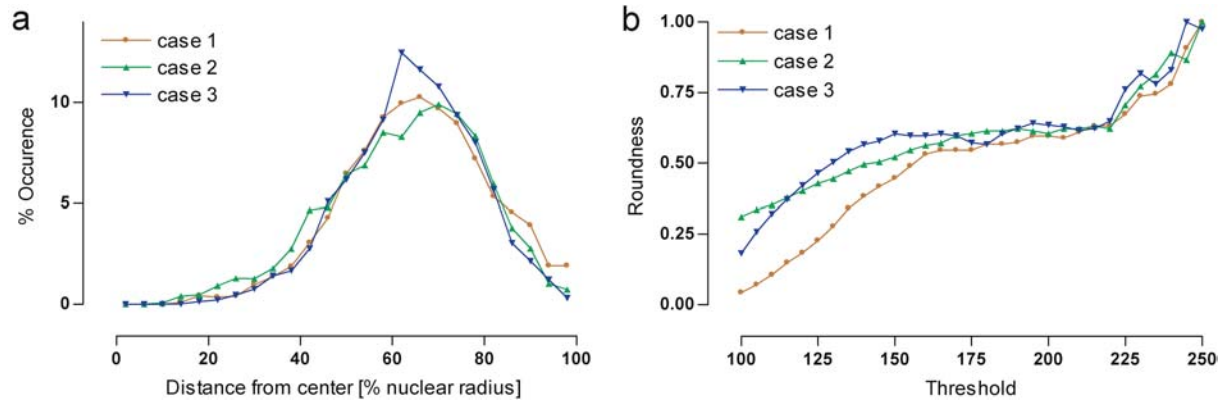 a
case 1
case 2
case 3
% Occurence
10
5
0
0 20 40 60 80 100
Distance from center [% nuclear radius]
b
case 1
case 2
case 3
Roundness
1.00
0.75
0.50
0.25
0.00
100 125 150 175 200 225 250
Threshold